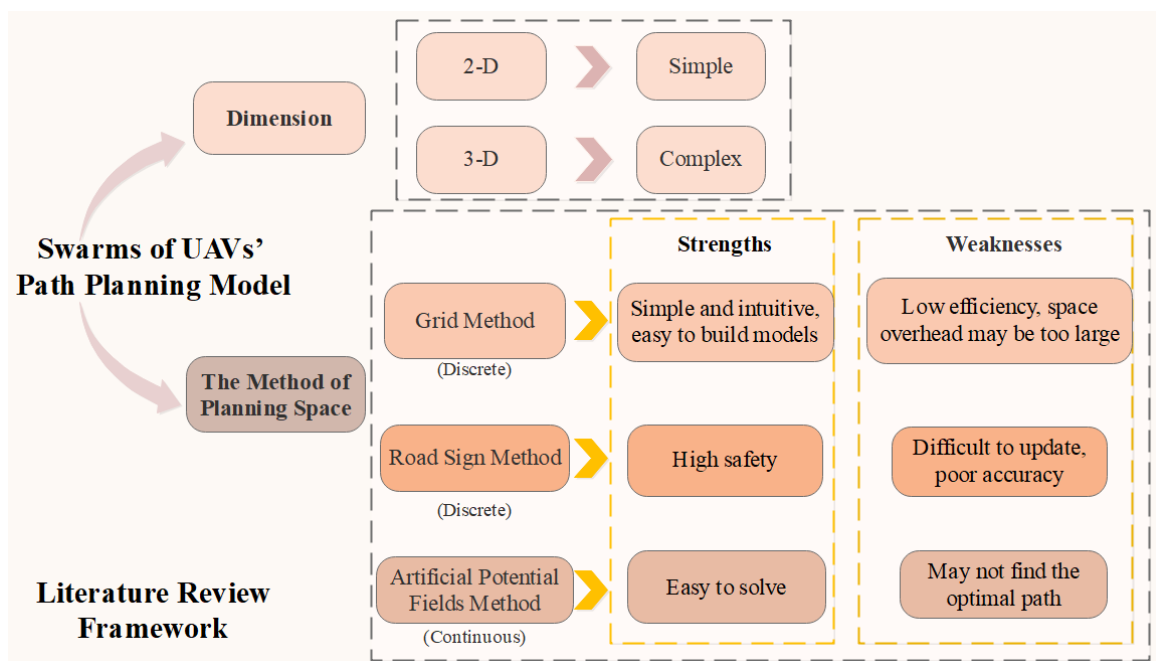 2-D
Simple
Dimension
3-D
Complex
Swarms of UAVs’
Path Planning Model
Strengths
Weaknesses
Grid Method
(Discrete)
Simple and intuitive,
easy to build models
Low efficiency, space
overhead may be too large
The Method of
Planning Space
Road Sign Method
(Discrete)
High safety
Difficult to update,
poor accuracy
Artificial Potential
Fields Method
(Continuous)
Easy to solve
May not find the
optimal path
Literature Review
Framework